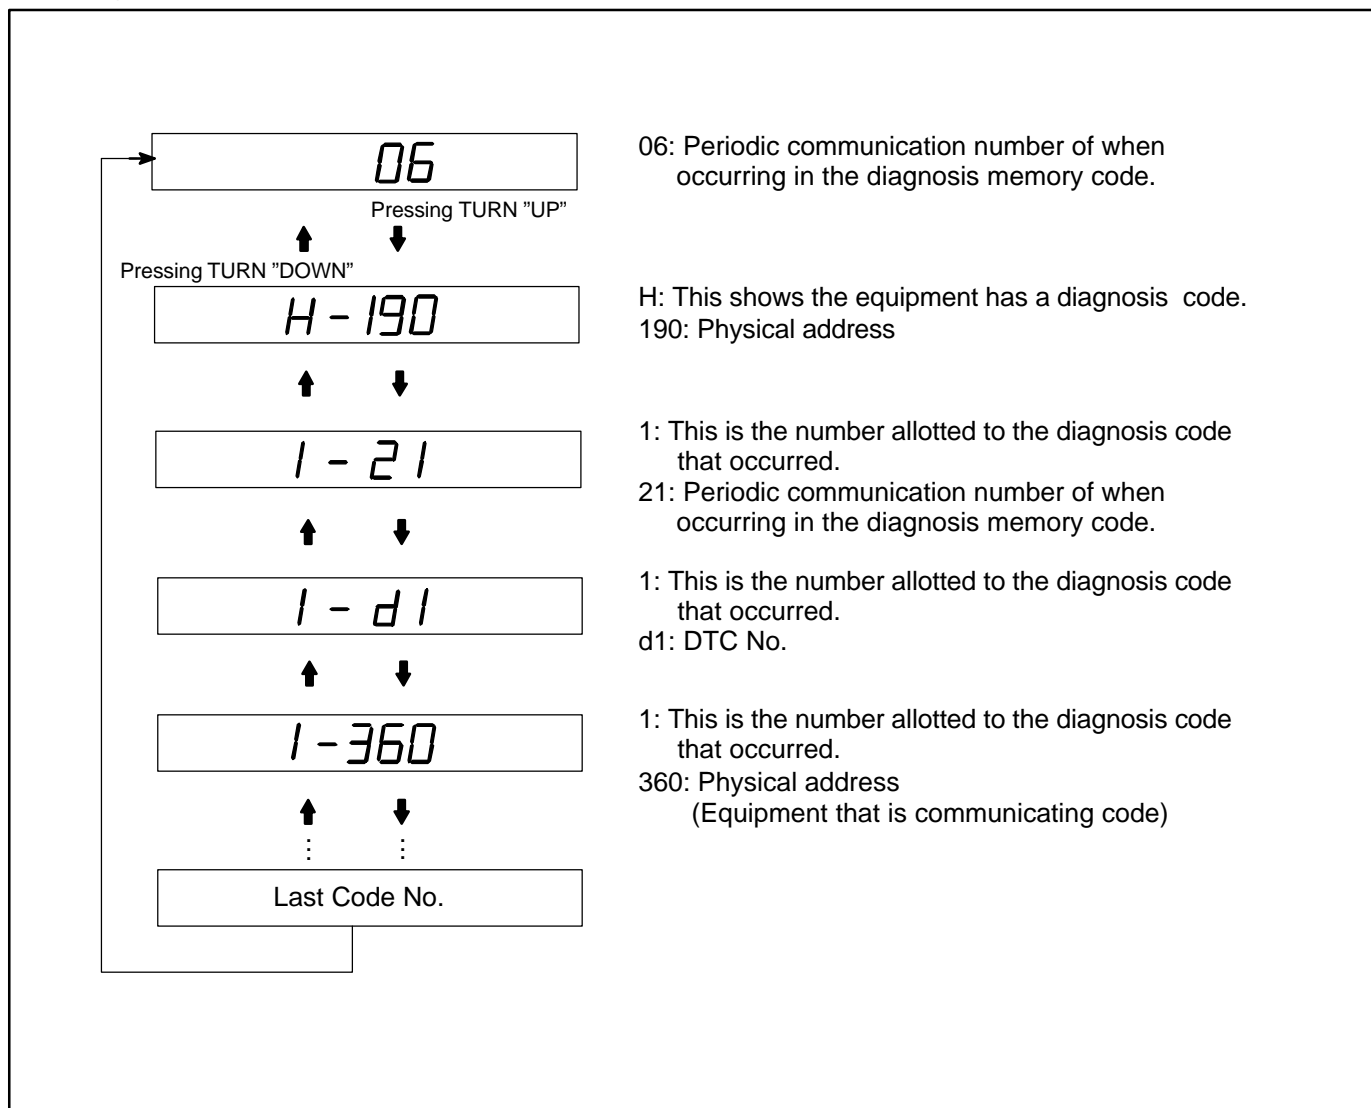 06
06: Periodic communication number of when
occurring in the diagnosis memory code.
Pressing TURN ”UP”
Pressing TURN ”DOWN”
H-190
H: This shows the equipment has a diagnosis code.
190: Physical address
1-21
1: This is the number allotted to the diagnosis code
that occurred.
21: Periodic communication number of when
occurring in the diagnosis memory code.
1-d1
1: This is the number allotted to the diagnosis code
that occurred.
d1: DTC No.
1-360
1: This is the number allotted to the diagnosis code
that occurred.
360: Physical address
(Equipment that is communicating code)
Last Code No.